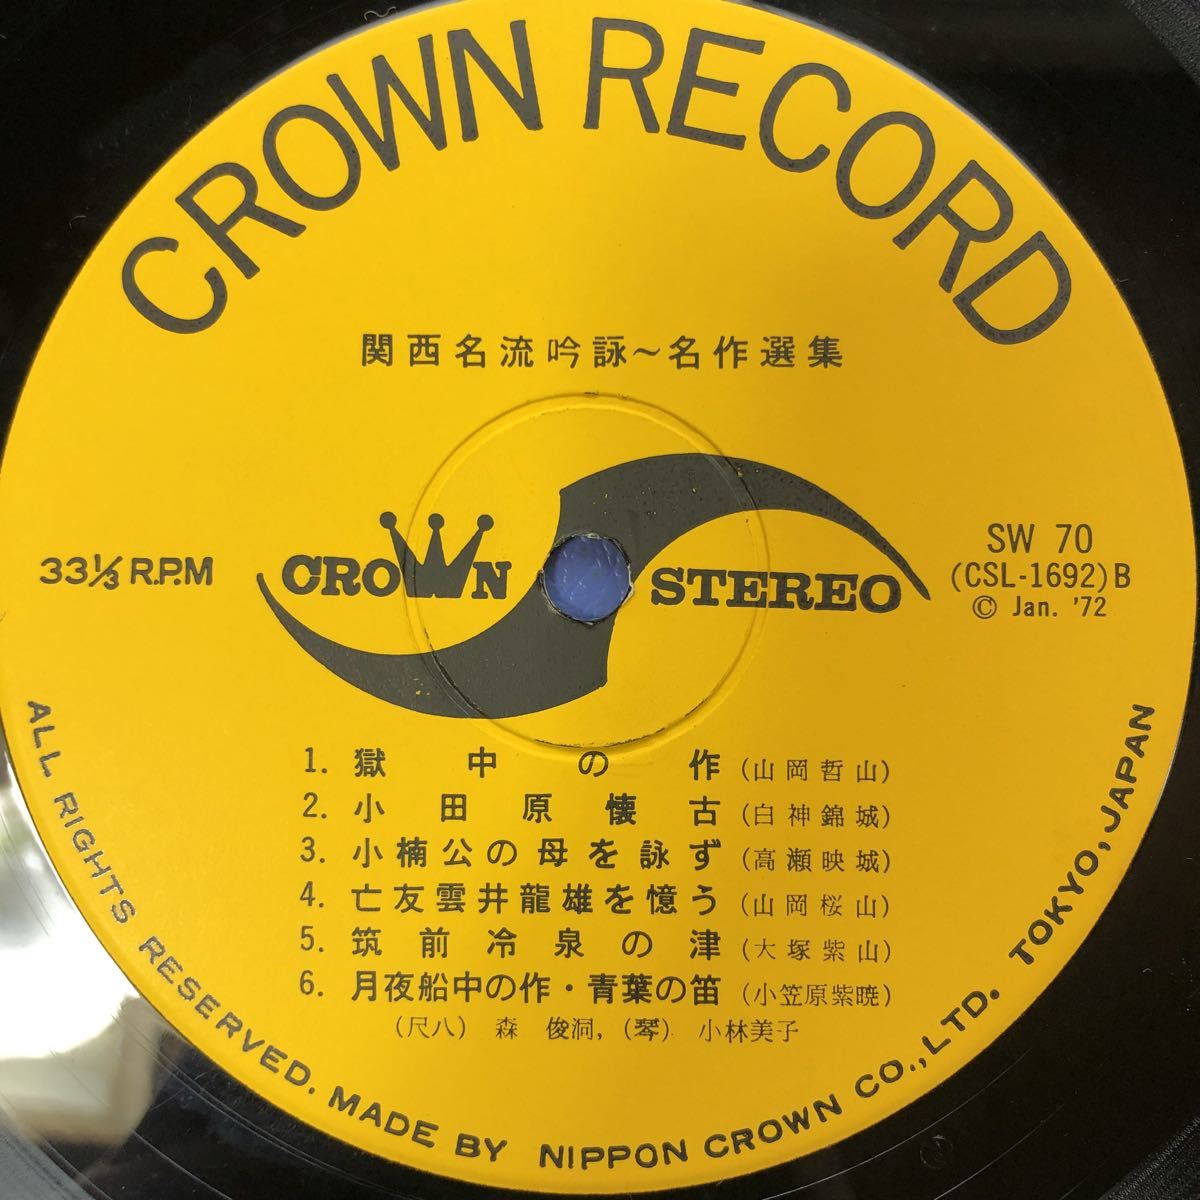 CROWN RECORD
関西名流吟詠～名作選集
33⅓ R.P.M
CROWN STEREO
SW 70
(CSL-1692) B
© Jan. '72
1. 獄中の作 (山岡哲山)
2. 小田原懐古 (白神錦城)
3. 小楠公の母を詠ず (高瀬映城)
4. 亡友雲井龍雄を憶う (山岡桜山)
5. 筑前冷泉の津 (大塚紫山)
6. 月夜船中の作・青葉の笛 (小笠原紫暁)
(尺八) 森 俊洞, (琴) 小林美子
ALL RIGHTS RESERVED. MADE BY NIPPON CROWN CO., LTD. TOKYO, JAPAN